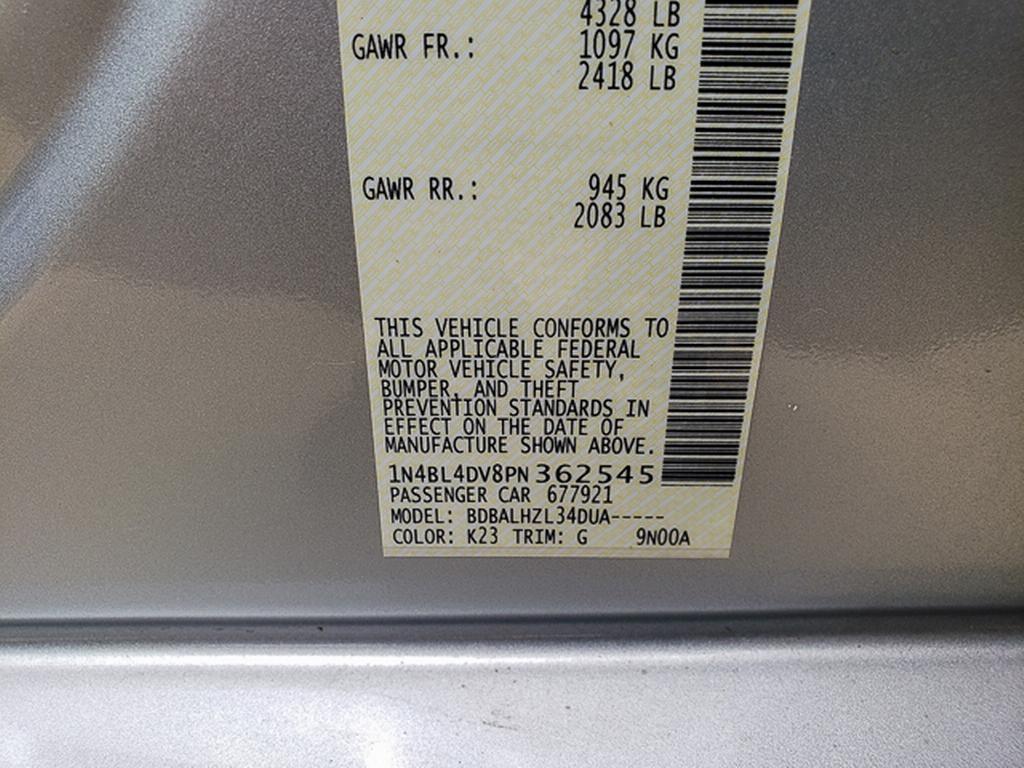 4328 LB
GAWR FR.: 1097 KG
2418 LB
GAWR RR.: 945 KG
2083 LB
THIS VEHICLE CONFORMS TO
ALL APPLICABLE FEDERAL
MOTOR VEHICLE SAFETY,
BUMPER, AND THEFT
PREVENTION STANDARDS IN
EFFECT ON THE DATE OF
MANUFACTURE SHOWN ABOVE.
1N4BL4DV8PN362545
PASSENGER CAR 677921
MODEL: BDBALHZL34DUA-----
COLOR: K23 TRIM: G 9N00A